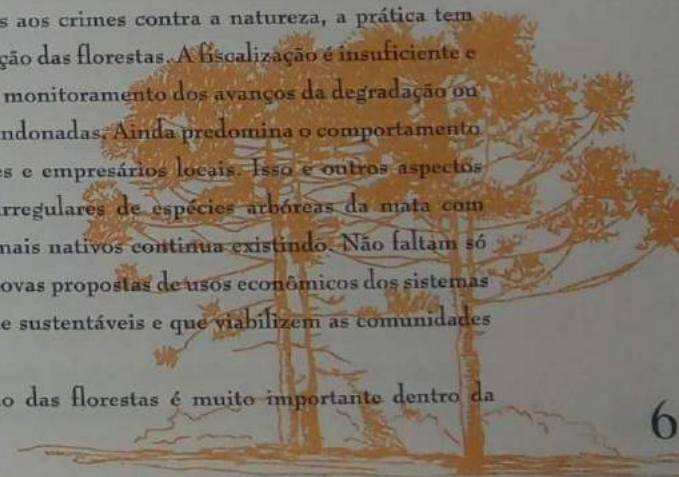 s aos crimes contra a natureza, a prática tem
ção das florestas. A fiscalização é insuficiente e
monitoramento dos avanços da degradação ou
ndonadas. Ainda predomina o comportamento
es e empresários locais. Isso e outros aspectos
rregulares de espécies arbóreas da mata com
mais nativos continua existindo. Não faltam só
ovas propostas de usos econômicos dos sistemas
e sustentáveis e que viabilizem as comunidades
o das florestas é muito importante dentro da
6